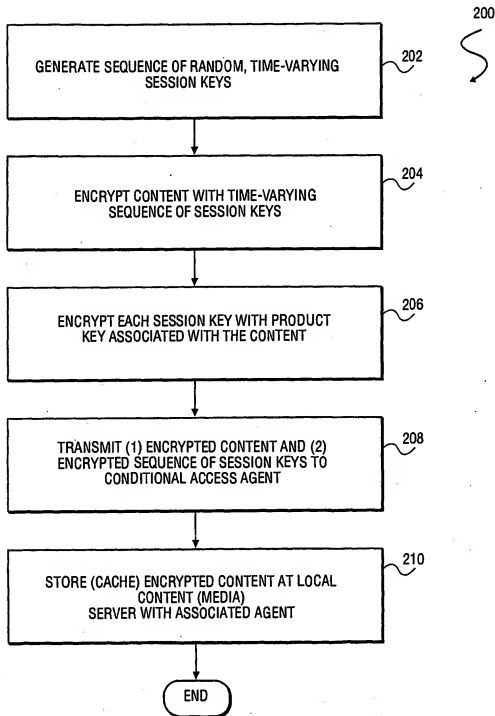 200
GENERATE SEQUENCE OF RANDOM, TIME-VARYING
SESSION KEYS
202
ENCRYPT CONTENT WITH TIME-VARYING
SEQUENCE OF SESSION KEYS
204
ENCRYPT EACH SESSION KEY WITH PRODUCT
KEY ASSOCIATED WITH THE CONTENT
206
TRANSMIT (1) ENCRYPTED CONTENT AND (2)
ENCRYPTED SEQUENCE OF SESSION KEYS TO
CONDITIONAL ACCESS AGENT
208
STORE (CACHE) ENCRYPTED CONTENT AT LOCAL
CONTENT (MEDIA)
SERVER WITH ASSOCIATED AGENT
210
END